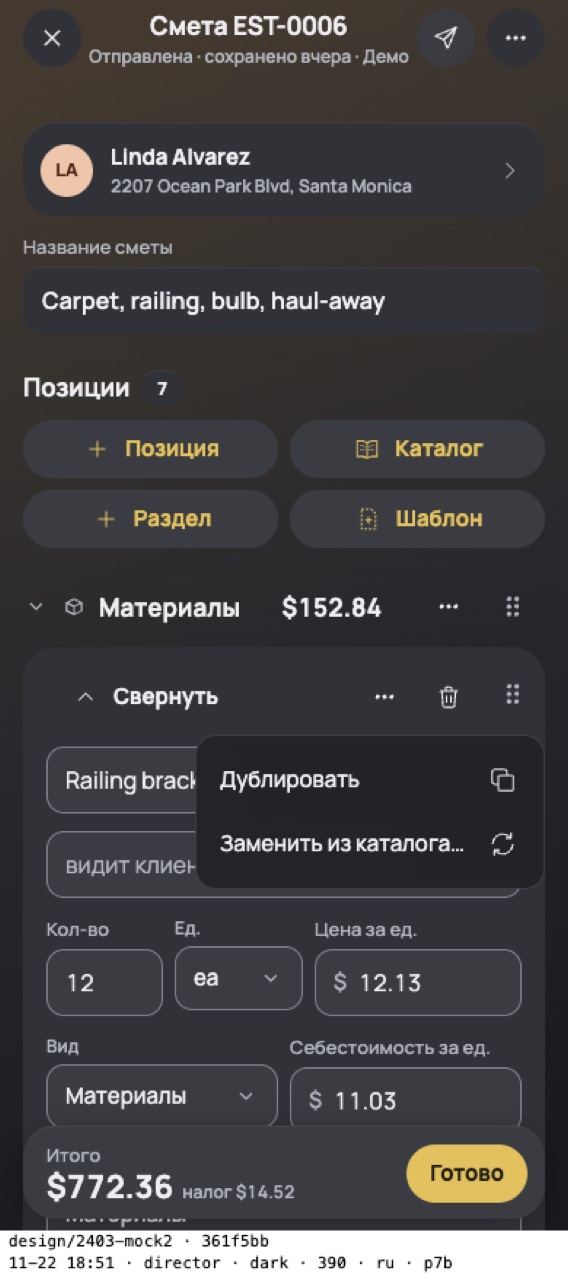 Смета EST-0006
Отправлена · сохранено вчера · Демо
LA
Linda Alvarez
2207 Ocean Park Blvd, Santa Monica
Название сметы
Carpet, railing, bulb, haul-away
Позиции 7
+ Позиция
Каталог
+ Раздел
Шаблон
Материалы $152.84
Свернуть
Railing brack
Дублировать
Заменить из каталога...
видит клиен
Кол-во Ед. Цена за ед.
12 ea $ 12.13
Вид Себестоимость за ед.
Материалы $ 11.03
Итого
$772.36 налог $14.52
Готово
Материалы
design/2403-mock2 · 361f5bb
11-22 18:51 · director · dark · 390 · ru · p7b